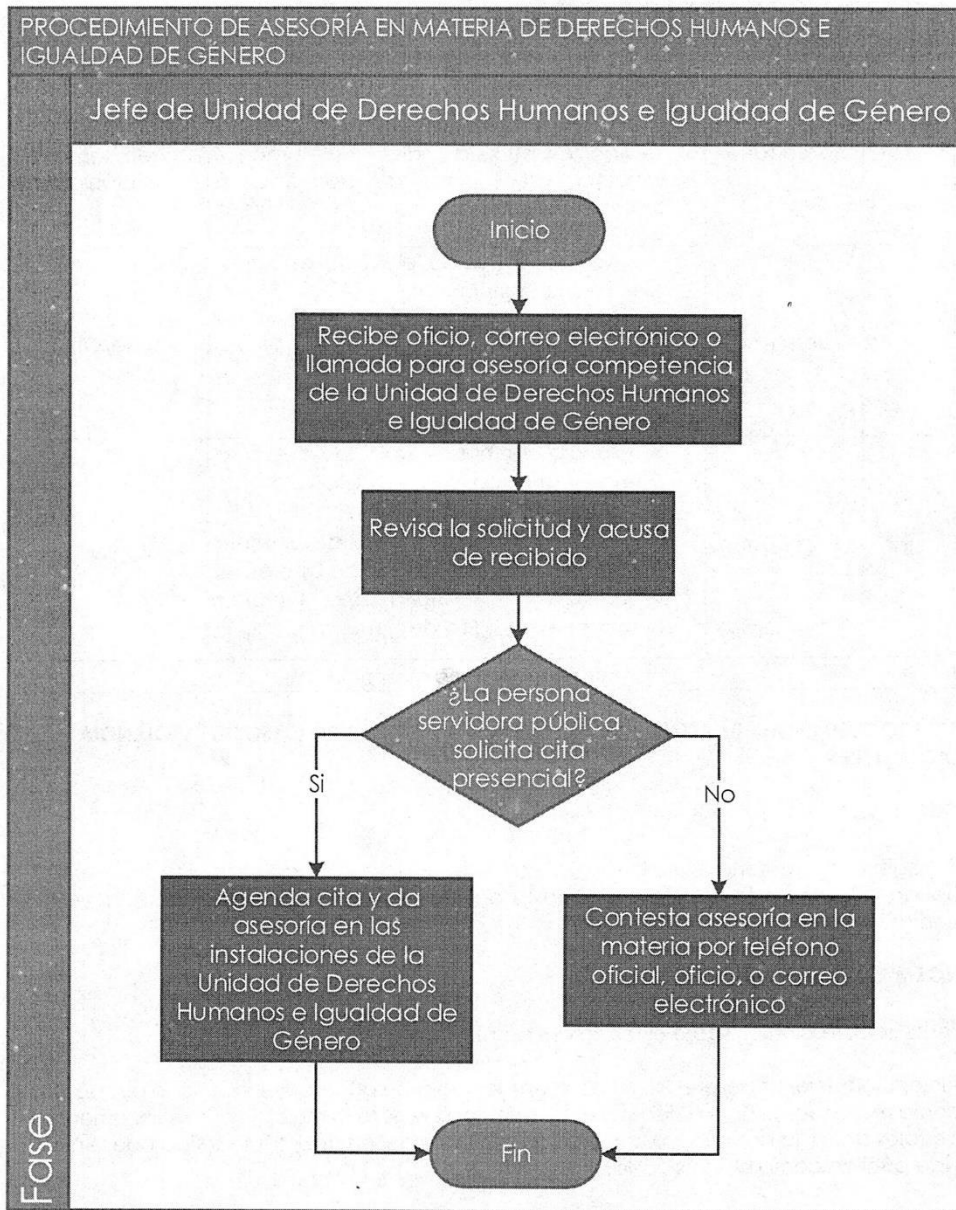 PROCEDIMIENTO DE ASESORÍA EN MATERIA DE DERECHOS HUMANOS E
IGUALDAD DE GÉNERO
Jefe de Unidad de Derechos Humanos e Igualdad de Género
Inicio
Recibe oficio, correo electrónico o
llamada para asesoría competencia
de la Unidad de Derechos Humanos
e Igualdad de Género
Revisa la solicitud y acusa
de recibido
¿La persona
servidora pública
solicita cita
presencial?
Si
No
Agenda cita y da
asesoría en las
instalaciones de la
Unidad de Derechos
Humanos e Igualdad de
Género
Contesta asesoría en la
materia por teléfono
oficial, oficio, o correo
electrónico
Fin
Fase